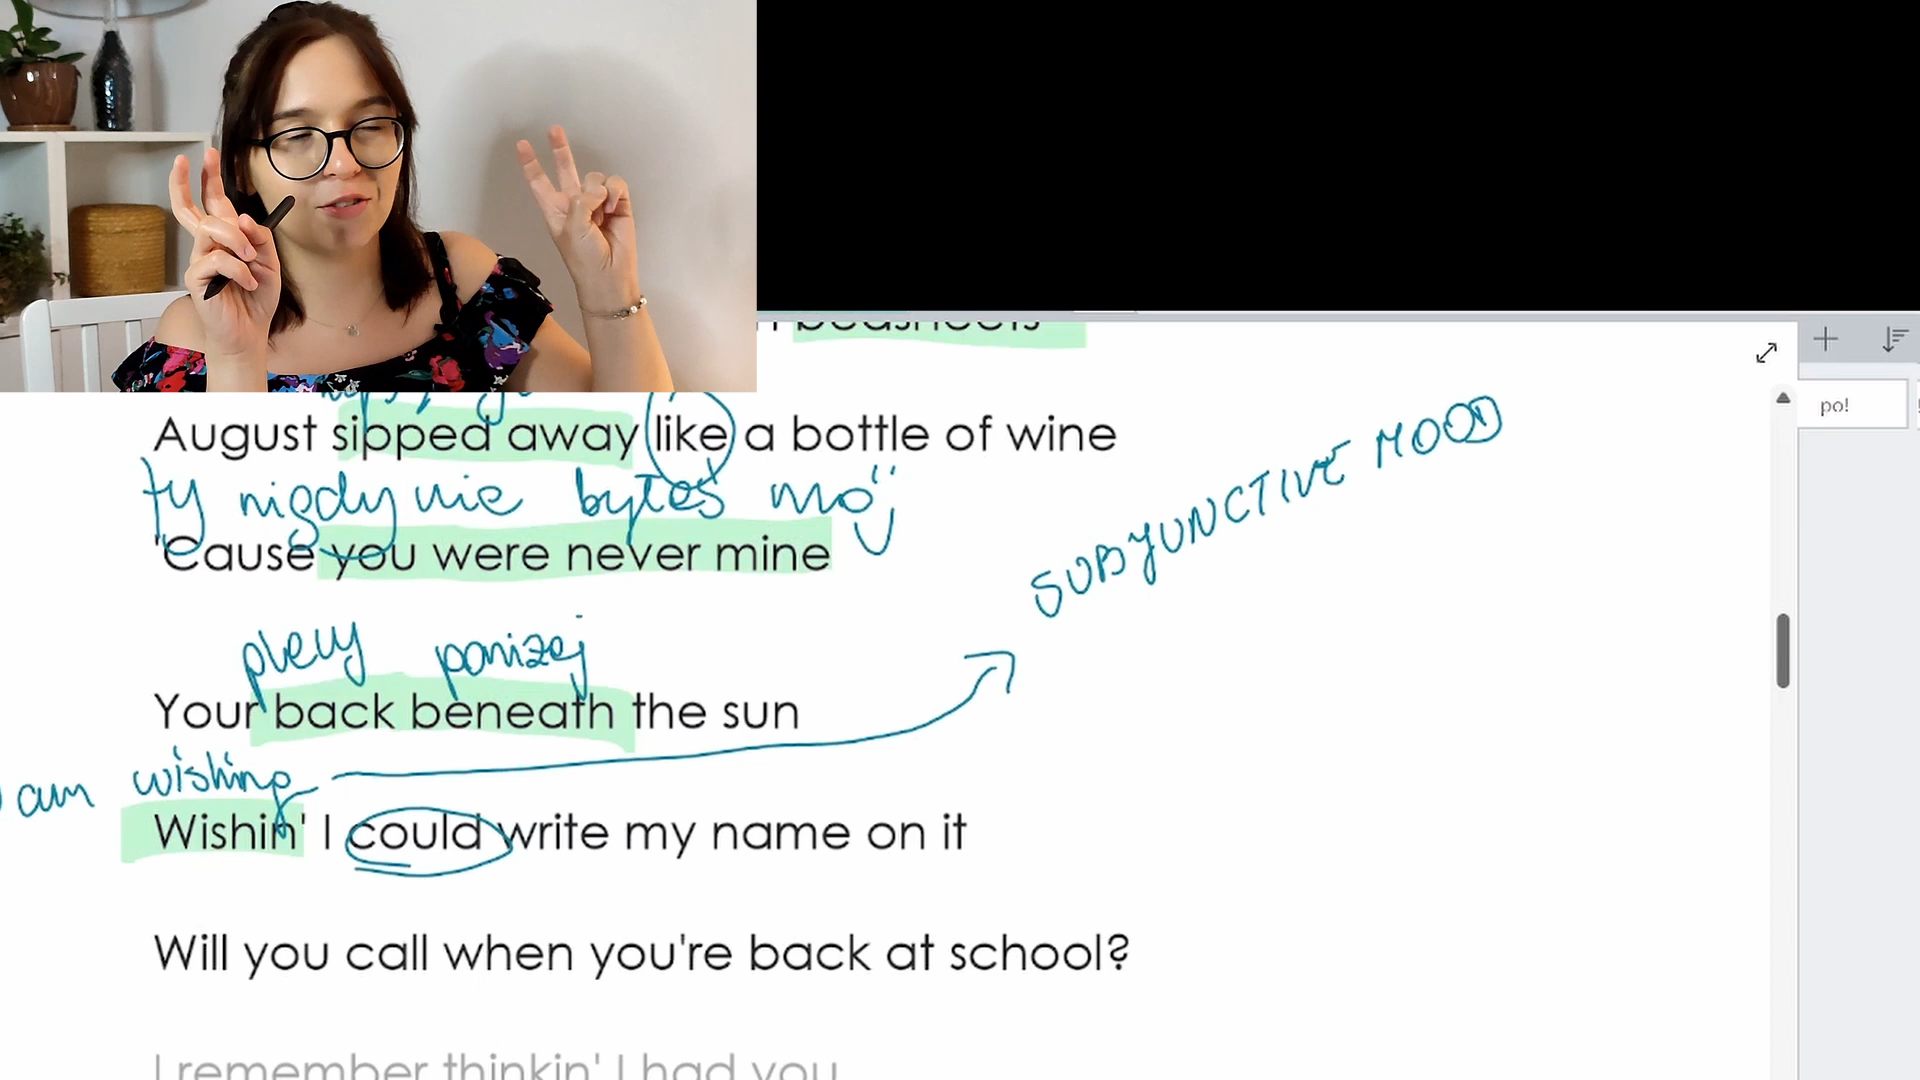 bedsheets
po!
August sipped away like a bottle of wine
ty nigdy nie byłeś mój
'Cause you were never mine
SUBJUNCTIVE MOOD
plecy poniżej
Your back beneath the sun
am wishing
Wishin' I could write my name on it
Will you call when you're back at school?
I remember thinkin' I had you